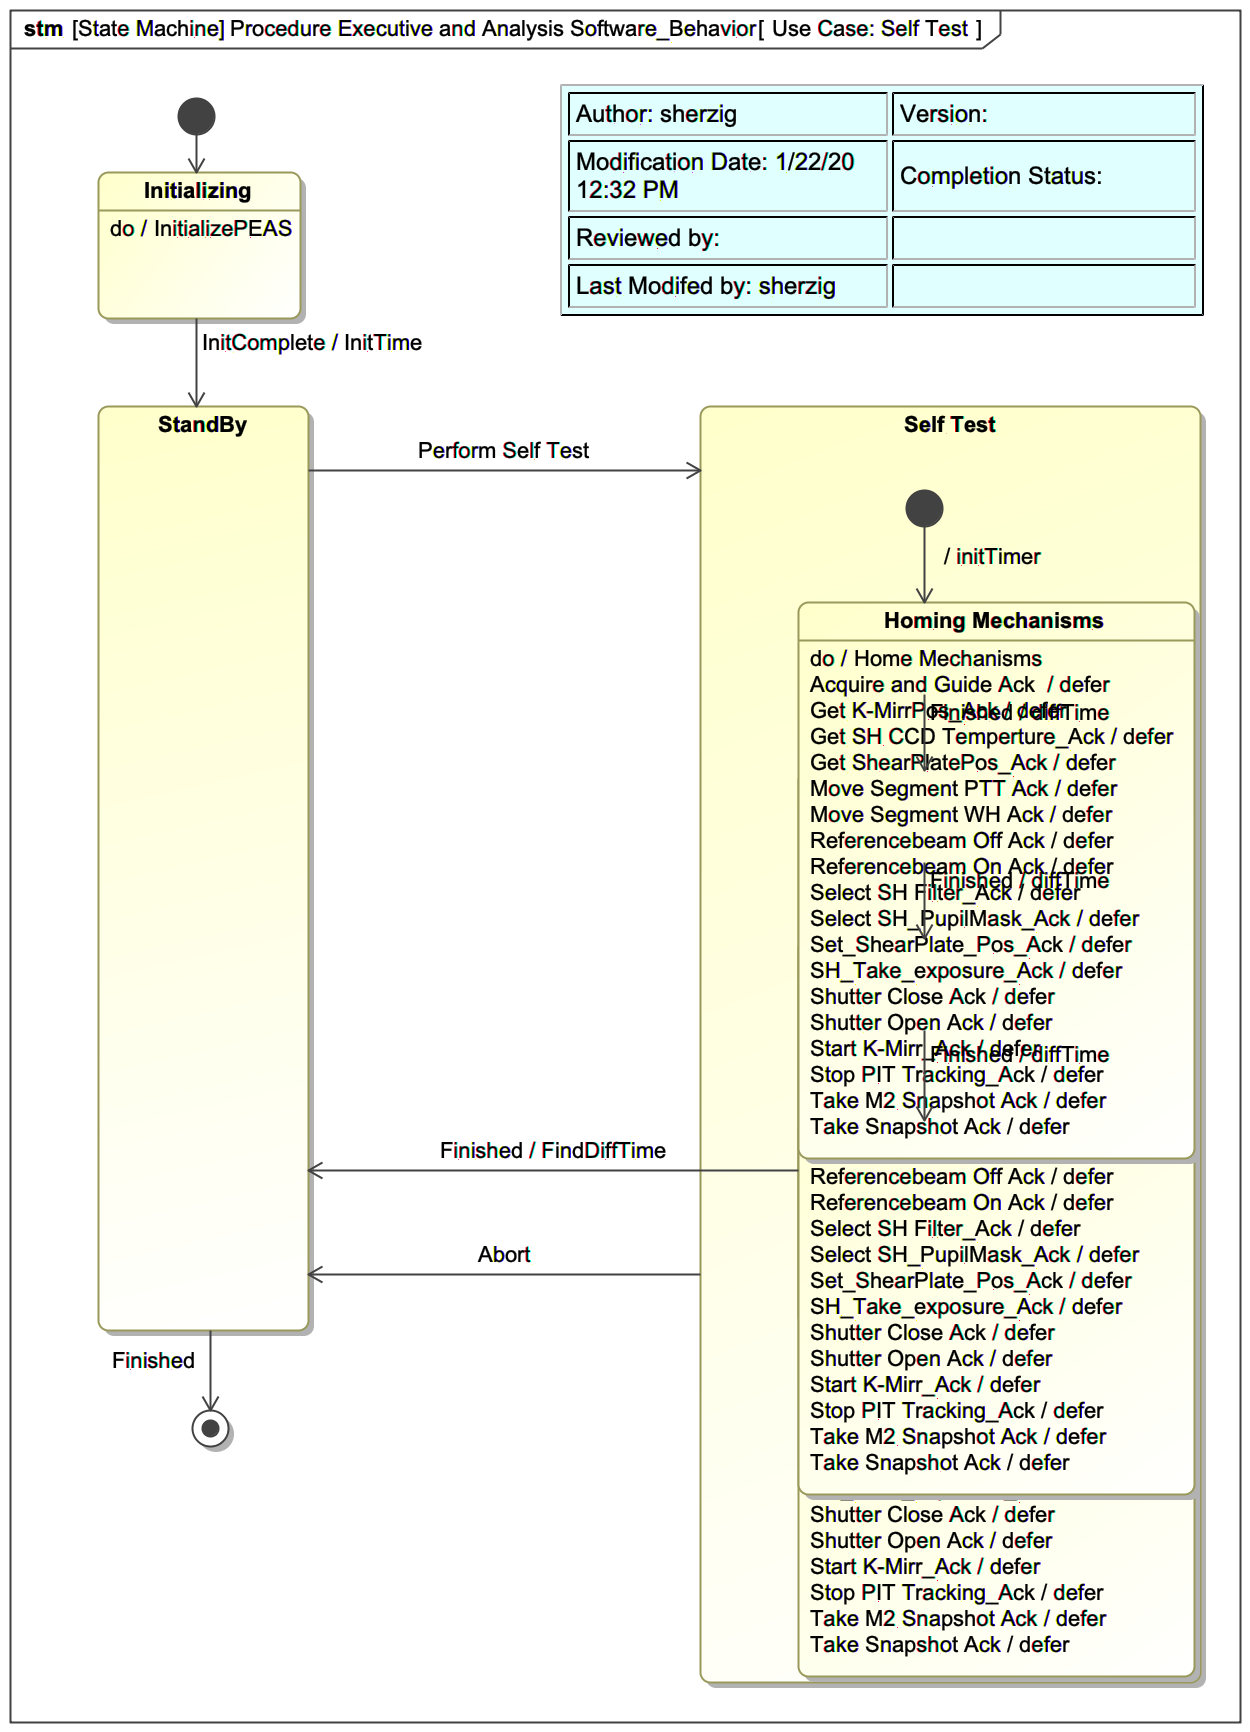 stm [State Machine] Procedure Executive and Analysis Software_Behavior[ Use Case: Self Test ]
Author: sherzig
Version:
Modification Date: 1/22/20
12:32 PM
Completion Status:
Reviewed by:
Last Modifed by: sherzig
Initializing
do / InitializePEAS
InitComplete / InitTime
StandBy
Perform Self Test
Self Test
/ initTimer
Homing Mechanisms
do / Home Mechanisms
Acquire and Guide Ack  / defer
Get K-MirrPos_Ack / defer
Finished / diffTime
Get SH CCD Temperture_Ack / defer
Get ShearPlatePos_Ack / defer
Move Segment PTT Ack / defer
Move Segment WH Ack / defer
Referencebeam Off Ack / defer
Referencebeam On Ack / defer
Finished / diffTime
Select SH Filter_Ack / defer
Select SH_PupilMask_Ack / defer
Set_ShearPlate_Pos_Ack / defer
SH_Take_exposure_Ack / defer
Shutter Close Ack / defer
Shutter Open Ack / defer
Start K-Mirr_Ack / defer
Finished / diffTime
Stop PIT Tracking_Ack / defer
Take M2 Snapshot Ack / defer
Take Snapshot Ack / defer
Finished / FindDiffTime
Referencebeam Off Ack / defer
Referencebeam On Ack / defer
Select SH Filter_Ack / defer
Select SH_PupilMask_Ack / defer
Abort
Set_ShearPlate_Pos_Ack / defer
SH_Take_exposure_Ack / defer
Shutter Close Ack / defer
Shutter Open Ack / defer
Finished
Start K-Mirr_Ack / defer
Stop PIT Tracking_Ack / defer
Take M2 Snapshot Ack / defer
Take Snapshot Ack / defer
Shutter Close Ack / defer
Shutter Open Ack / defer
Start K-Mirr_Ack / defer
Stop PIT Tracking_Ack / defer
Take M2 Snapshot Ack / defer
Take Snapshot Ack / defer